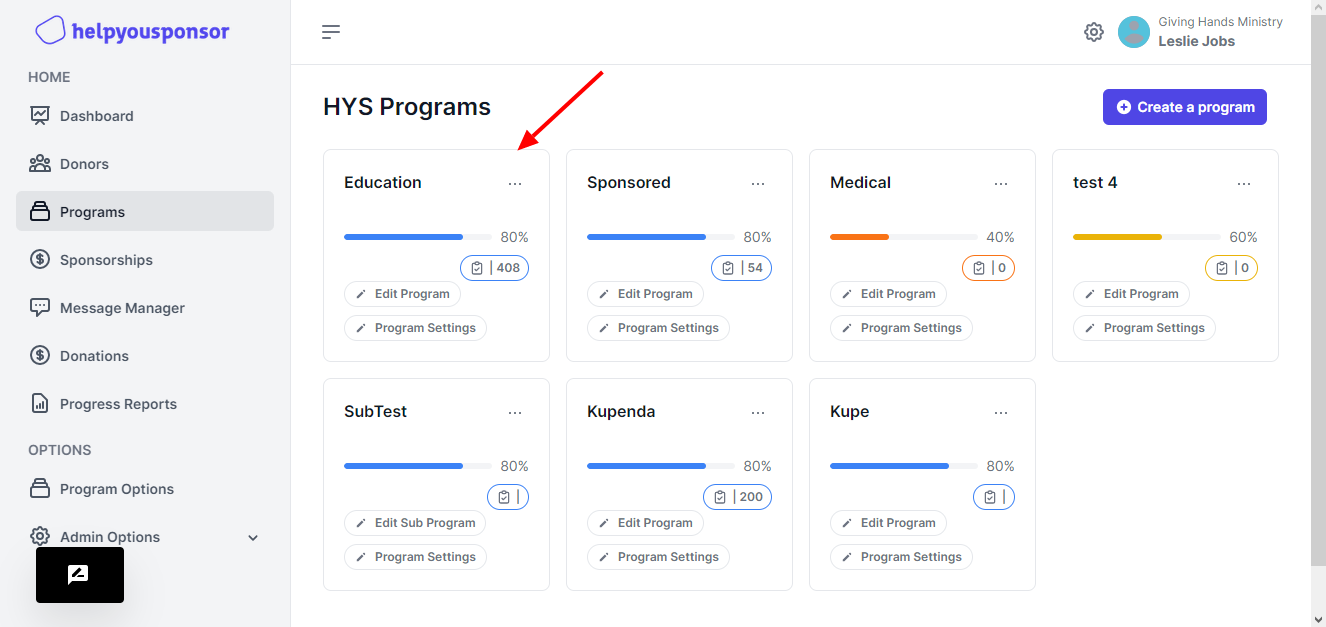 helpyousponsor
HOME
Dashboard
Donors
Programs
Sponsorships
Message Manager
Donations
Progress Reports
OPTIONS
Program Options
Admin Options
Giving Hands Ministry
Leslie Jobs
HYS Programs
Create a program
Education ...
80%
| 408
Edit Program
Program Settings
Sponsored ...
80%
| 54
Edit Program
Program Settings
Medical ...
40%
| 0
Edit Program
Program Settings
test 4 ...
60%
| 0
Edit Program
Program Settings
SubTest ...
80%
|
Edit Sub Program
Program Settings
Kupenda ...
80%
| 200
Edit Program
Program Settings
Kupe ...
80%
|
Edit Program
Program Settings